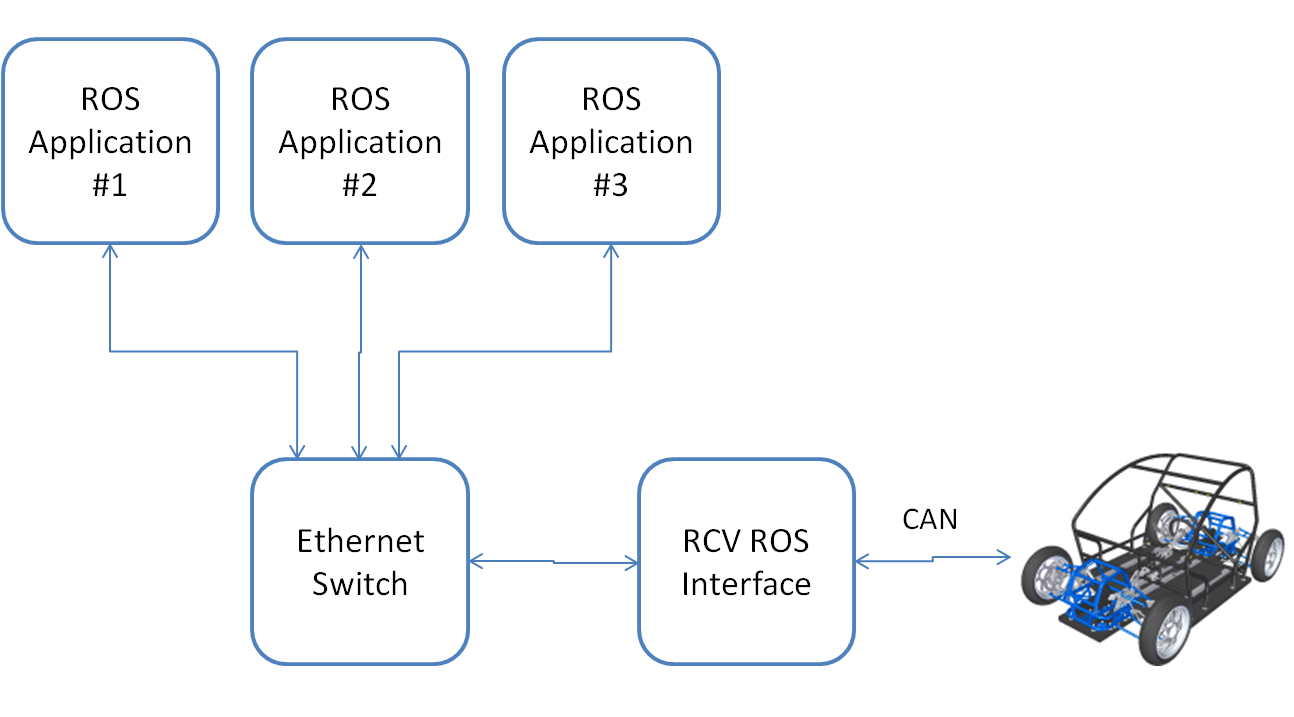 ROS
Application
#1
ROS
Application
#2
ROS
Application
#3
Ethernet
Switch
RCV ROS
Interface
CAN